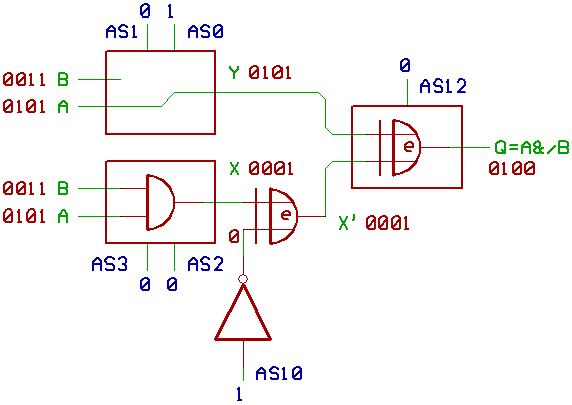 0 1
AS1 AS0
0011 B
0101 A
Y 0101
0
AS12
e
Q=A&/B
0100
0011 B
0101 A
X 0001
e
0
X' 0001
AS3 AS2
0 0
AS10
1